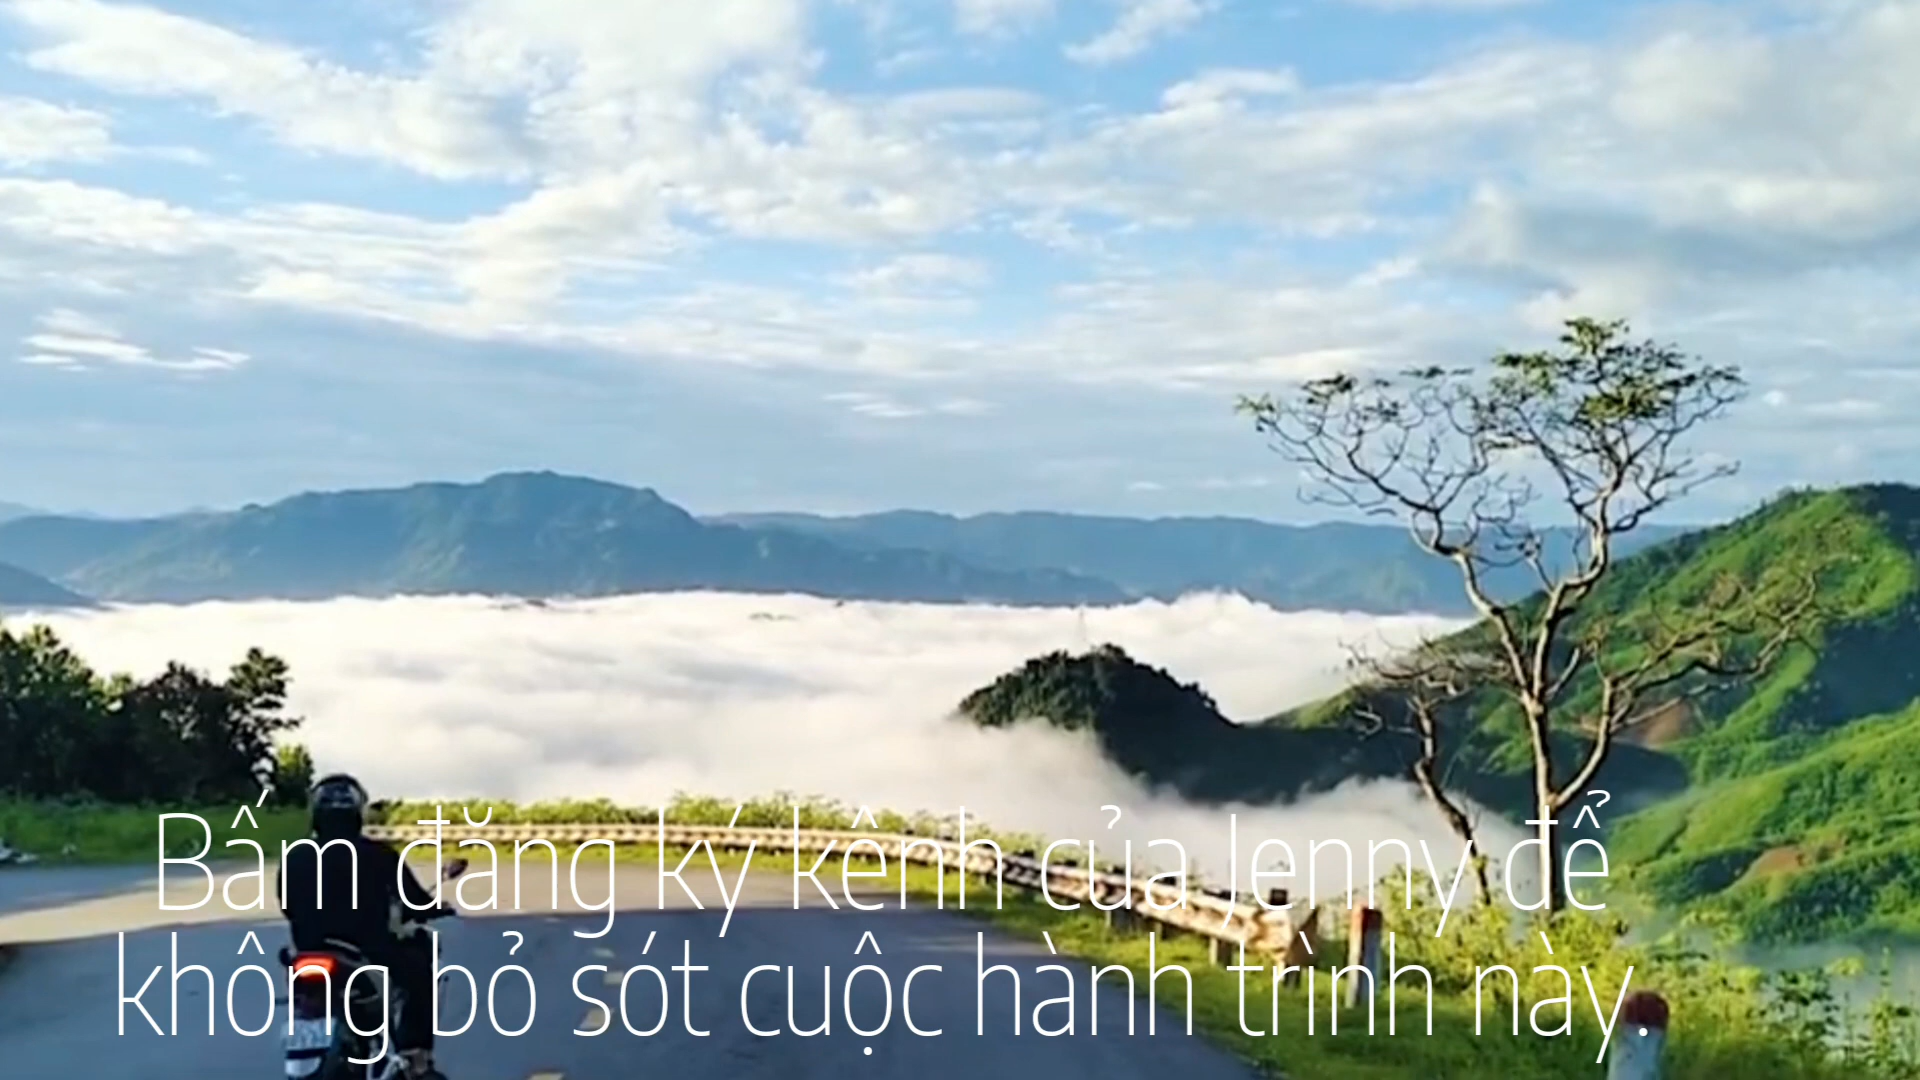 Bấm đăng ký kênh của Jenny để
không bỏ sót cuộc hành trình này.